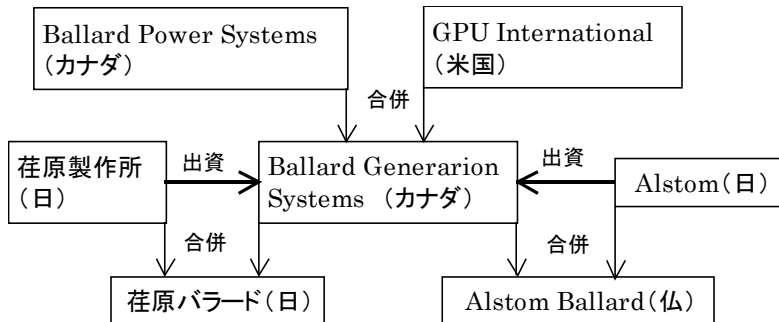 Ballard Power Systems
（カナダ）
GPU International
（米国）
合併
荏原製作所
（日）
出資
Ballard Generarion
Systems （カナダ）
出資
Alstom（日）
合併
合併
荏原バラード（日）
Alstom Ballard（仏）